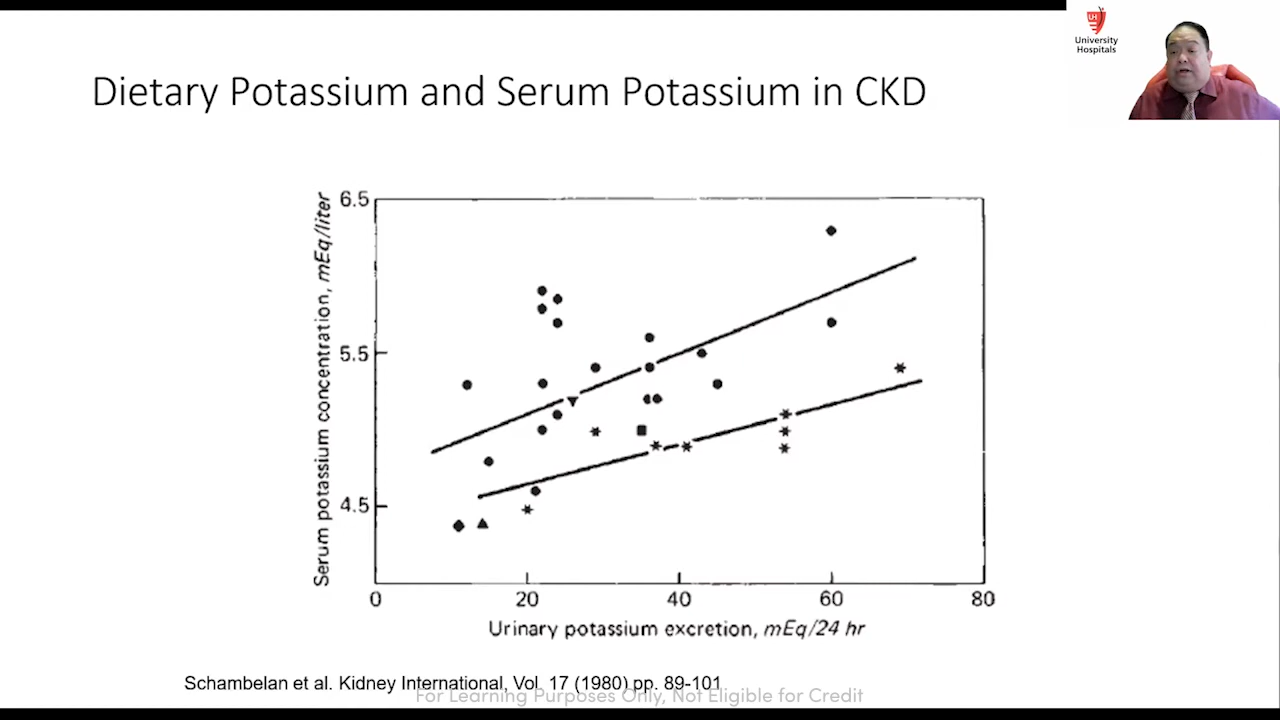 UH
University
Hospitals
Dietary Potassium and Serum Potassium in CKD
Serum potassium concentration, mEq/liter
6.5
5.5
4.5
0 20 40 60 80
Urinary potassium excretion, mEq/24 hr
Schambelan et al. Kidney International, Vol. 17 (1980) pp. 89-101
For Learning Purposes Only, Not Eligible for Credit